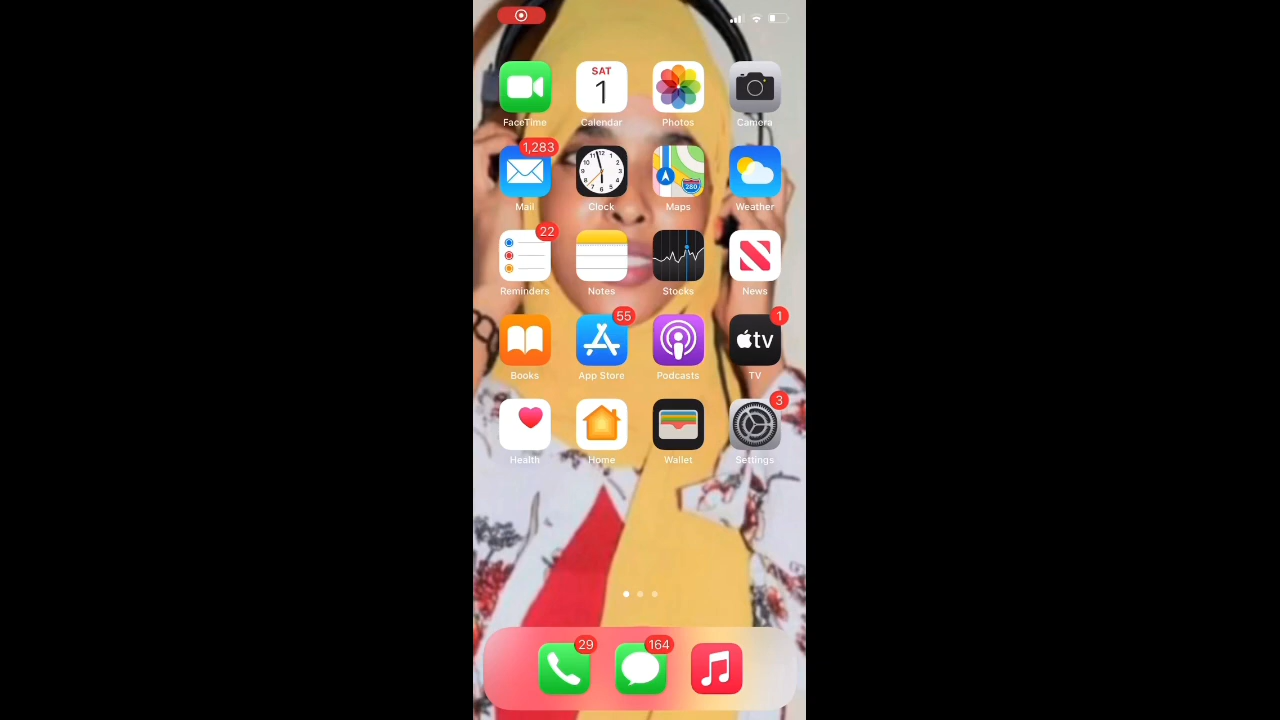 SAT
1
FaceTime
Calendar
Photos
Camera
1,283
Mail
Clock
280
Maps
Weather
22
Reminders
Notes
Stocks
News
55
1
tv
Books
App Store
Podcasts
TV
3
Health
Home
Wallet
Settings
29
164